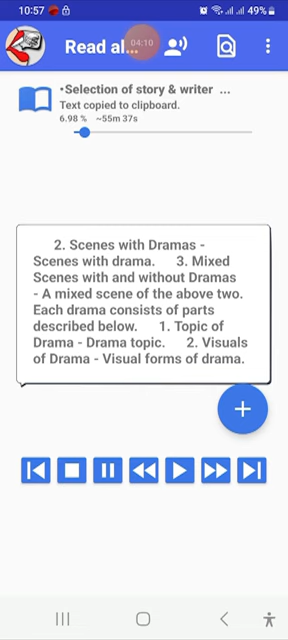 10:57 49%
Read al... 04:10
•Selection of story & writer ...
Text copied to clipboard.
6.98 % ~55m 37s
2. Scenes with Dramas -
Scenes with drama. 3. Mixed
Scenes with and without Dramas
- A mixed scene of the above two.
Each drama consists of parts
described below. 1. Topic of
Drama - Drama topic. 2. Visuals
of Drama - Visual forms of drama.